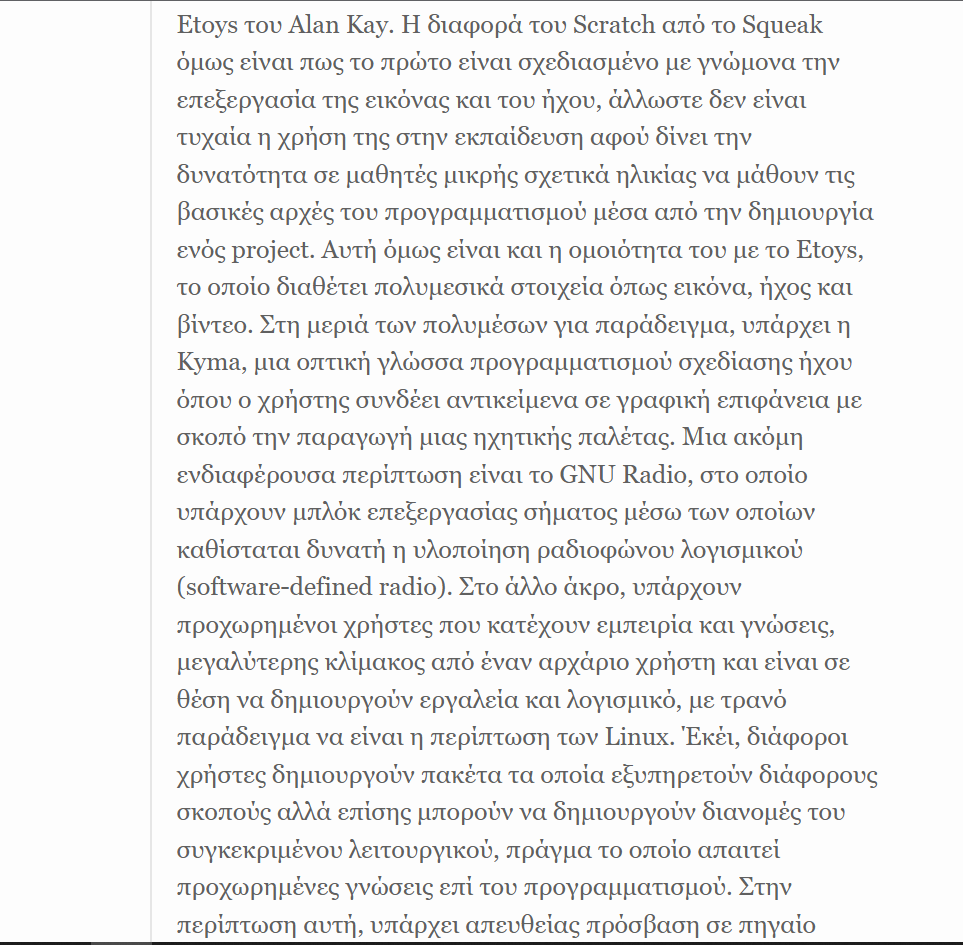 Etoys του Alan Kay. Η διαφορά του Scratch από το Squeak
όμως είναι πως το πρώτο είναι σχεδιασμένο με γνώμονα την
επεξεργασία της εικόνας και του ήχου, άλλωστε δεν είναι
τυχαία η χρήση της στην εκπαίδευση αφού δίνει την
δυνατότητα σε μαθητές μικρής σχετικά ηλικίας να μάθουν τις
βασικές αρχές του προγραμματισμού μέσα από την δημιουργία
ενός project. Αυτή όμως είναι και η ομοιότητα του με το Etoys,
το οποίο διαθέτει πολυμεσικά στοιχεία όπως εικόνα, ήχος και
βίντεο. Στη μεριά των πολυμέσων για παράδειγμα, υπάρχει η
Kyma, μια οπτική γλώσσα προγραμματισμού σχεδίασης ήχου
όπου ο χρήστης συνδέει αντικείμενα σε γραφική επιφάνεια με
σκοπό την παραγωγή μιας ηχητικής παλέτας. Μια ακόμη
ενδιαφέρουσα περίπτωση είναι το GNU Radio, στο οποίο
υπάρχουν μπλόκ επεξεργασίας σήματος μέσω των οποίων
καθίσταται δυνατή η υλοποίηση ραδιοφώνου λογισμικού
(software-defined radio). Στο άλλο άκρο, υπάρχουν
προχωρημένοι χρήστες που κατέχουν εμπειρία και γνώσεις,
μεγαλύτερης κλίμακος από έναν αρχάριο χρήστη και είναι σε
θέση να δημιουργούν εργαλεία και λογισμικό, με τρανό
παράδειγμα να είναι η περίπτωση των Linux. Έκεί, διάφοροι
χρήστες δημιουργούν πακέτα τα οποία εξυπηρετούν διάφορους
σκοπούς αλλά επίσης μπορούν να δημιουργούν διανομές του
συγκεκριμένου λειτουργικού, πράγμα το οποίο απαιτεί
προχωρημένες γνώσεις επί του προγραμματισμού. Στην
περίπτωση αυτή, υπάρχει απευθείας πρόσβαση σε πηγαίο